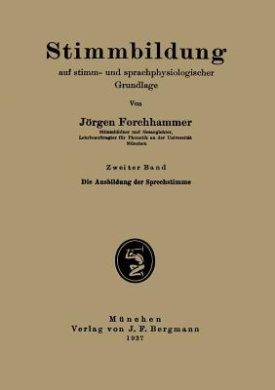 Stimmbildung
auf stimm- und sprachphysiologischer
Grundlage
Von
Jörgen Forchhammer
Stimmbildner und Gesanglehrer,
Lehrbeauftragter für Phonetik an der Universität
München
Zweiter Band
Die Ausbildung der Sprechstimme
München
Verlag von J. F. Bergmann
1937